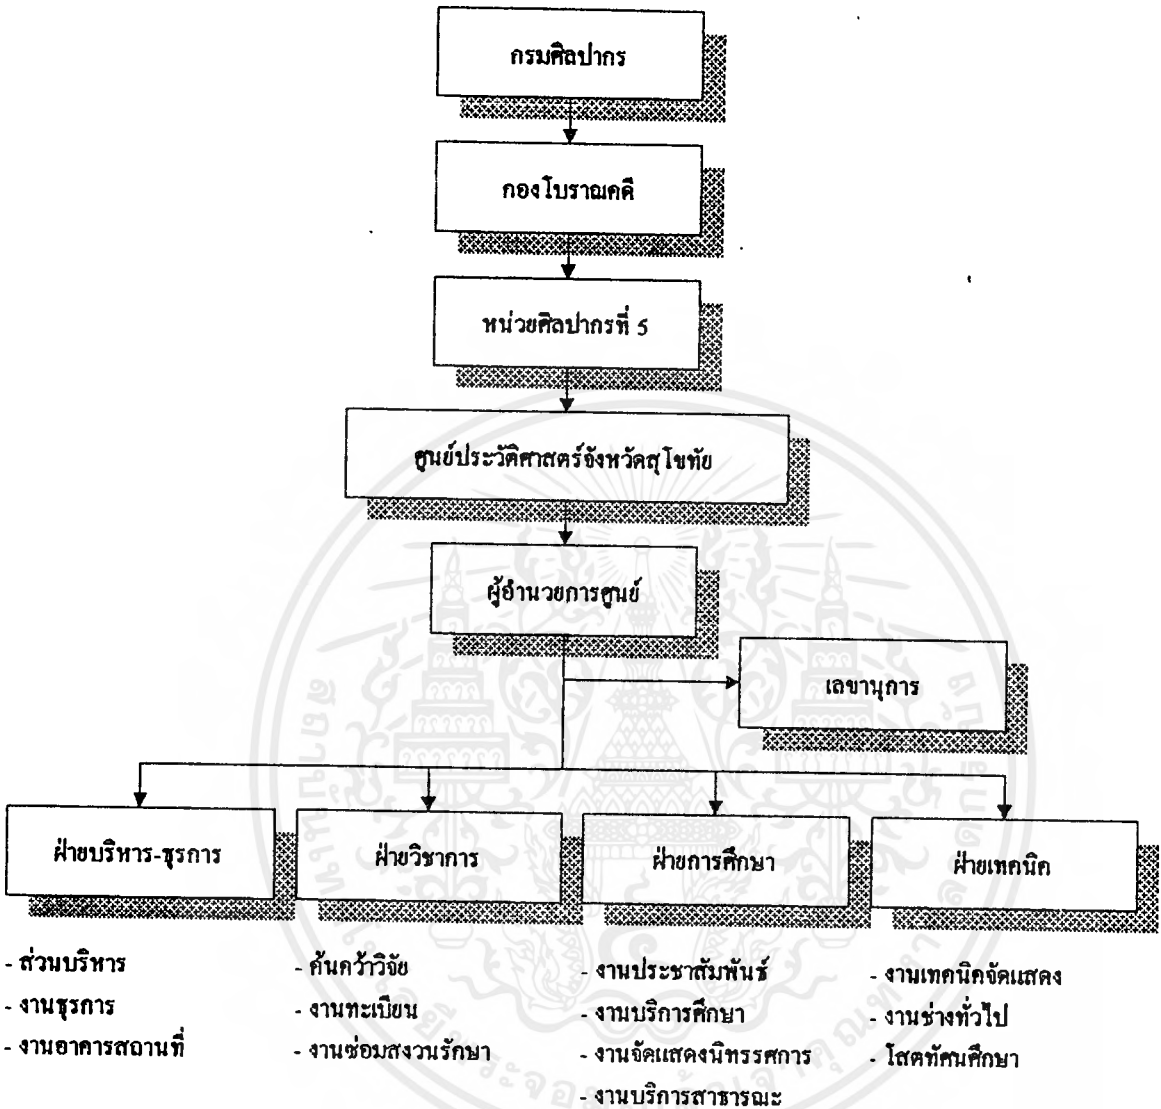 กรมศิลปากร
กองโบราณคดี
หน่วยศิลปากรที่ 5
ศูนย์ประวัติศาสตร์จังหวัดสุโขทัย
ผู้อำนวยการศูนย์
เลขานุการ
ฝ่ายบริหาร-ธุรการ
ฝ่ายวิชาการ
ฝ่ายการศึกษา
ฝ่ายเทคนิค
- ส่วนบริหาร
- งานธุรการ
- งานอาคารสถานที่
- ค้นคว้าวิจัย
- งานทะเบียน
- งานซ่อมสงวนรักษา
- งานประชาสัมพันธ์
- งานบริการศึกษา
- งานจัดแสดงนิทรรศการ
- งานบริการสาธารณะ
- งานเทคนิคจัดแสดง
- งานช่างทั่วไป
- โสตทัศนศึกษา